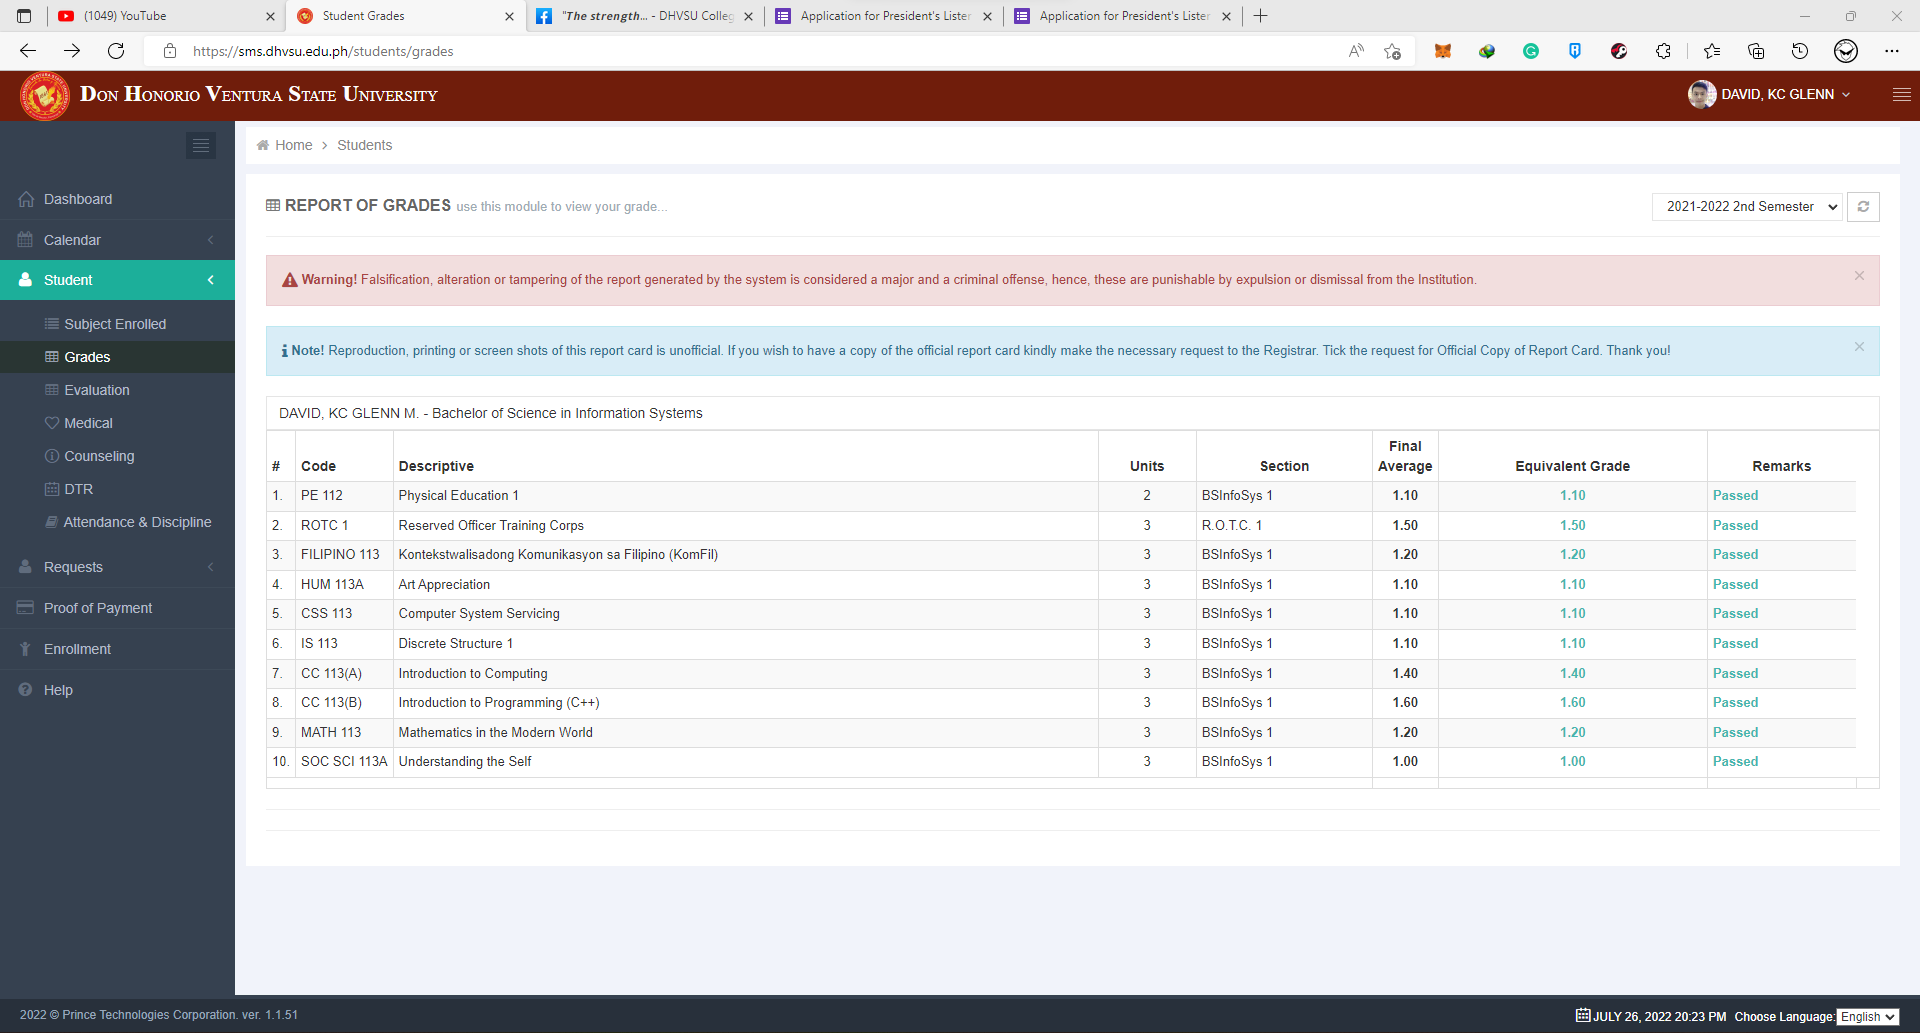 (1049) YouTube
Student Grades
"The strength... - DHVSU Colleg
Application for President's Lister
Application for President's Lister
https://sms.dhvsu.edu.ph/students/grades
DON HONORIO VENTURA STATE UNIVERSITY
DAVID, KC GLENN
Home > Students
Dashboard
Calendar
Student
Subject Enrolled
Grades
Evaluation
Medical
Counseling
DTR
Attendance & Discipline
Requests
Proof of Payment
Enrollment
Help
REPORT OF GRADES use this module to view your grade...
2021-2022 2nd Semester
Warning! Falsification, alteration or tampering of the report generated by the system is considered a major and a criminal offense, hence, these are punishable by expulsion or dismissal from the Institution.
Note! Reproduction, printing or screen shots of this report card is unofficial. If you wish to have a copy of the official report card kindly make the necessary request to the Registrar. Tick the request for Official Copy of Report Card. Thank you!
DAVID, KC GLENN M. - Bachelor of Science in Information Systems
# Code Descriptive Units Section Final Average Equivalent Grade Remarks
1. PE 112 Physical Education 1 2 BSInfoSys 1 1.10 1.10 Passed
2. ROTC 1 Reserved Officer Training Corps 3 R.O.T.C. 1 1.50 1.50 Passed
3. FILIPINO 113 Kontekstwalisadong Komunikasyon sa Filipino (KomFil) 3 BSInfoSys 1 1.20 1.20 Passed
4. HUM 113A Art Appreciation 3 BSInfoSys 1 1.10 1.10 Passed
5. CSS 113 Computer System Servicing 3 BSInfoSys 1 1.10 1.10 Passed
6. IS 113 Discrete Structure 1 3 BSInfoSys 1 1.10 1.10 Passed
7. CC 113(A) Introduction to Computing 3 BSInfoSys 1 1.40 1.40 Passed
8. CC 113(B) Introduction to Programming (C++) 3 BSInfoSys 1 1.60 1.60 Passed
9. MATH 113 Mathematics in the Modern World 3 BSInfoSys 1 1.20 1.20 Passed
10. SOC SCI 113A Understanding the Self 3 BSInfoSys 1 1.00 1.00 Passed
2022 © Prince Technologies Corporation. ver. 1.1.51
JULY 26, 2022 20:23 PM Choose Language: English